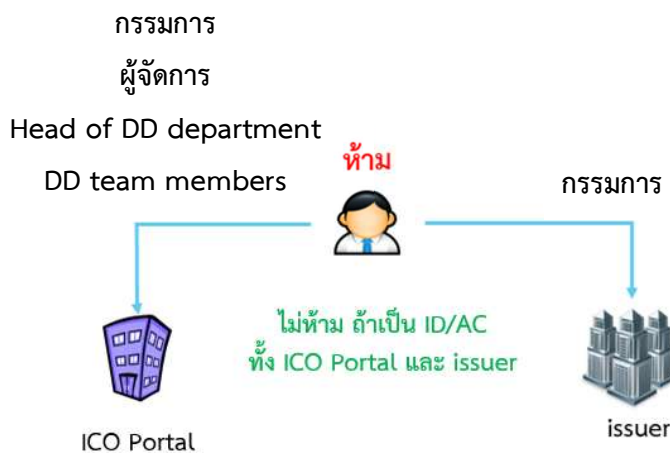 กรรมการ
ผู้จัดการ
Head of DD department
DD team members
ห้าม
กรรมการ
ไม่ห้าม ถ้าเป็น ID/AC
ทั้ง ICO Portal และ issuer
ICO Portal
issuer